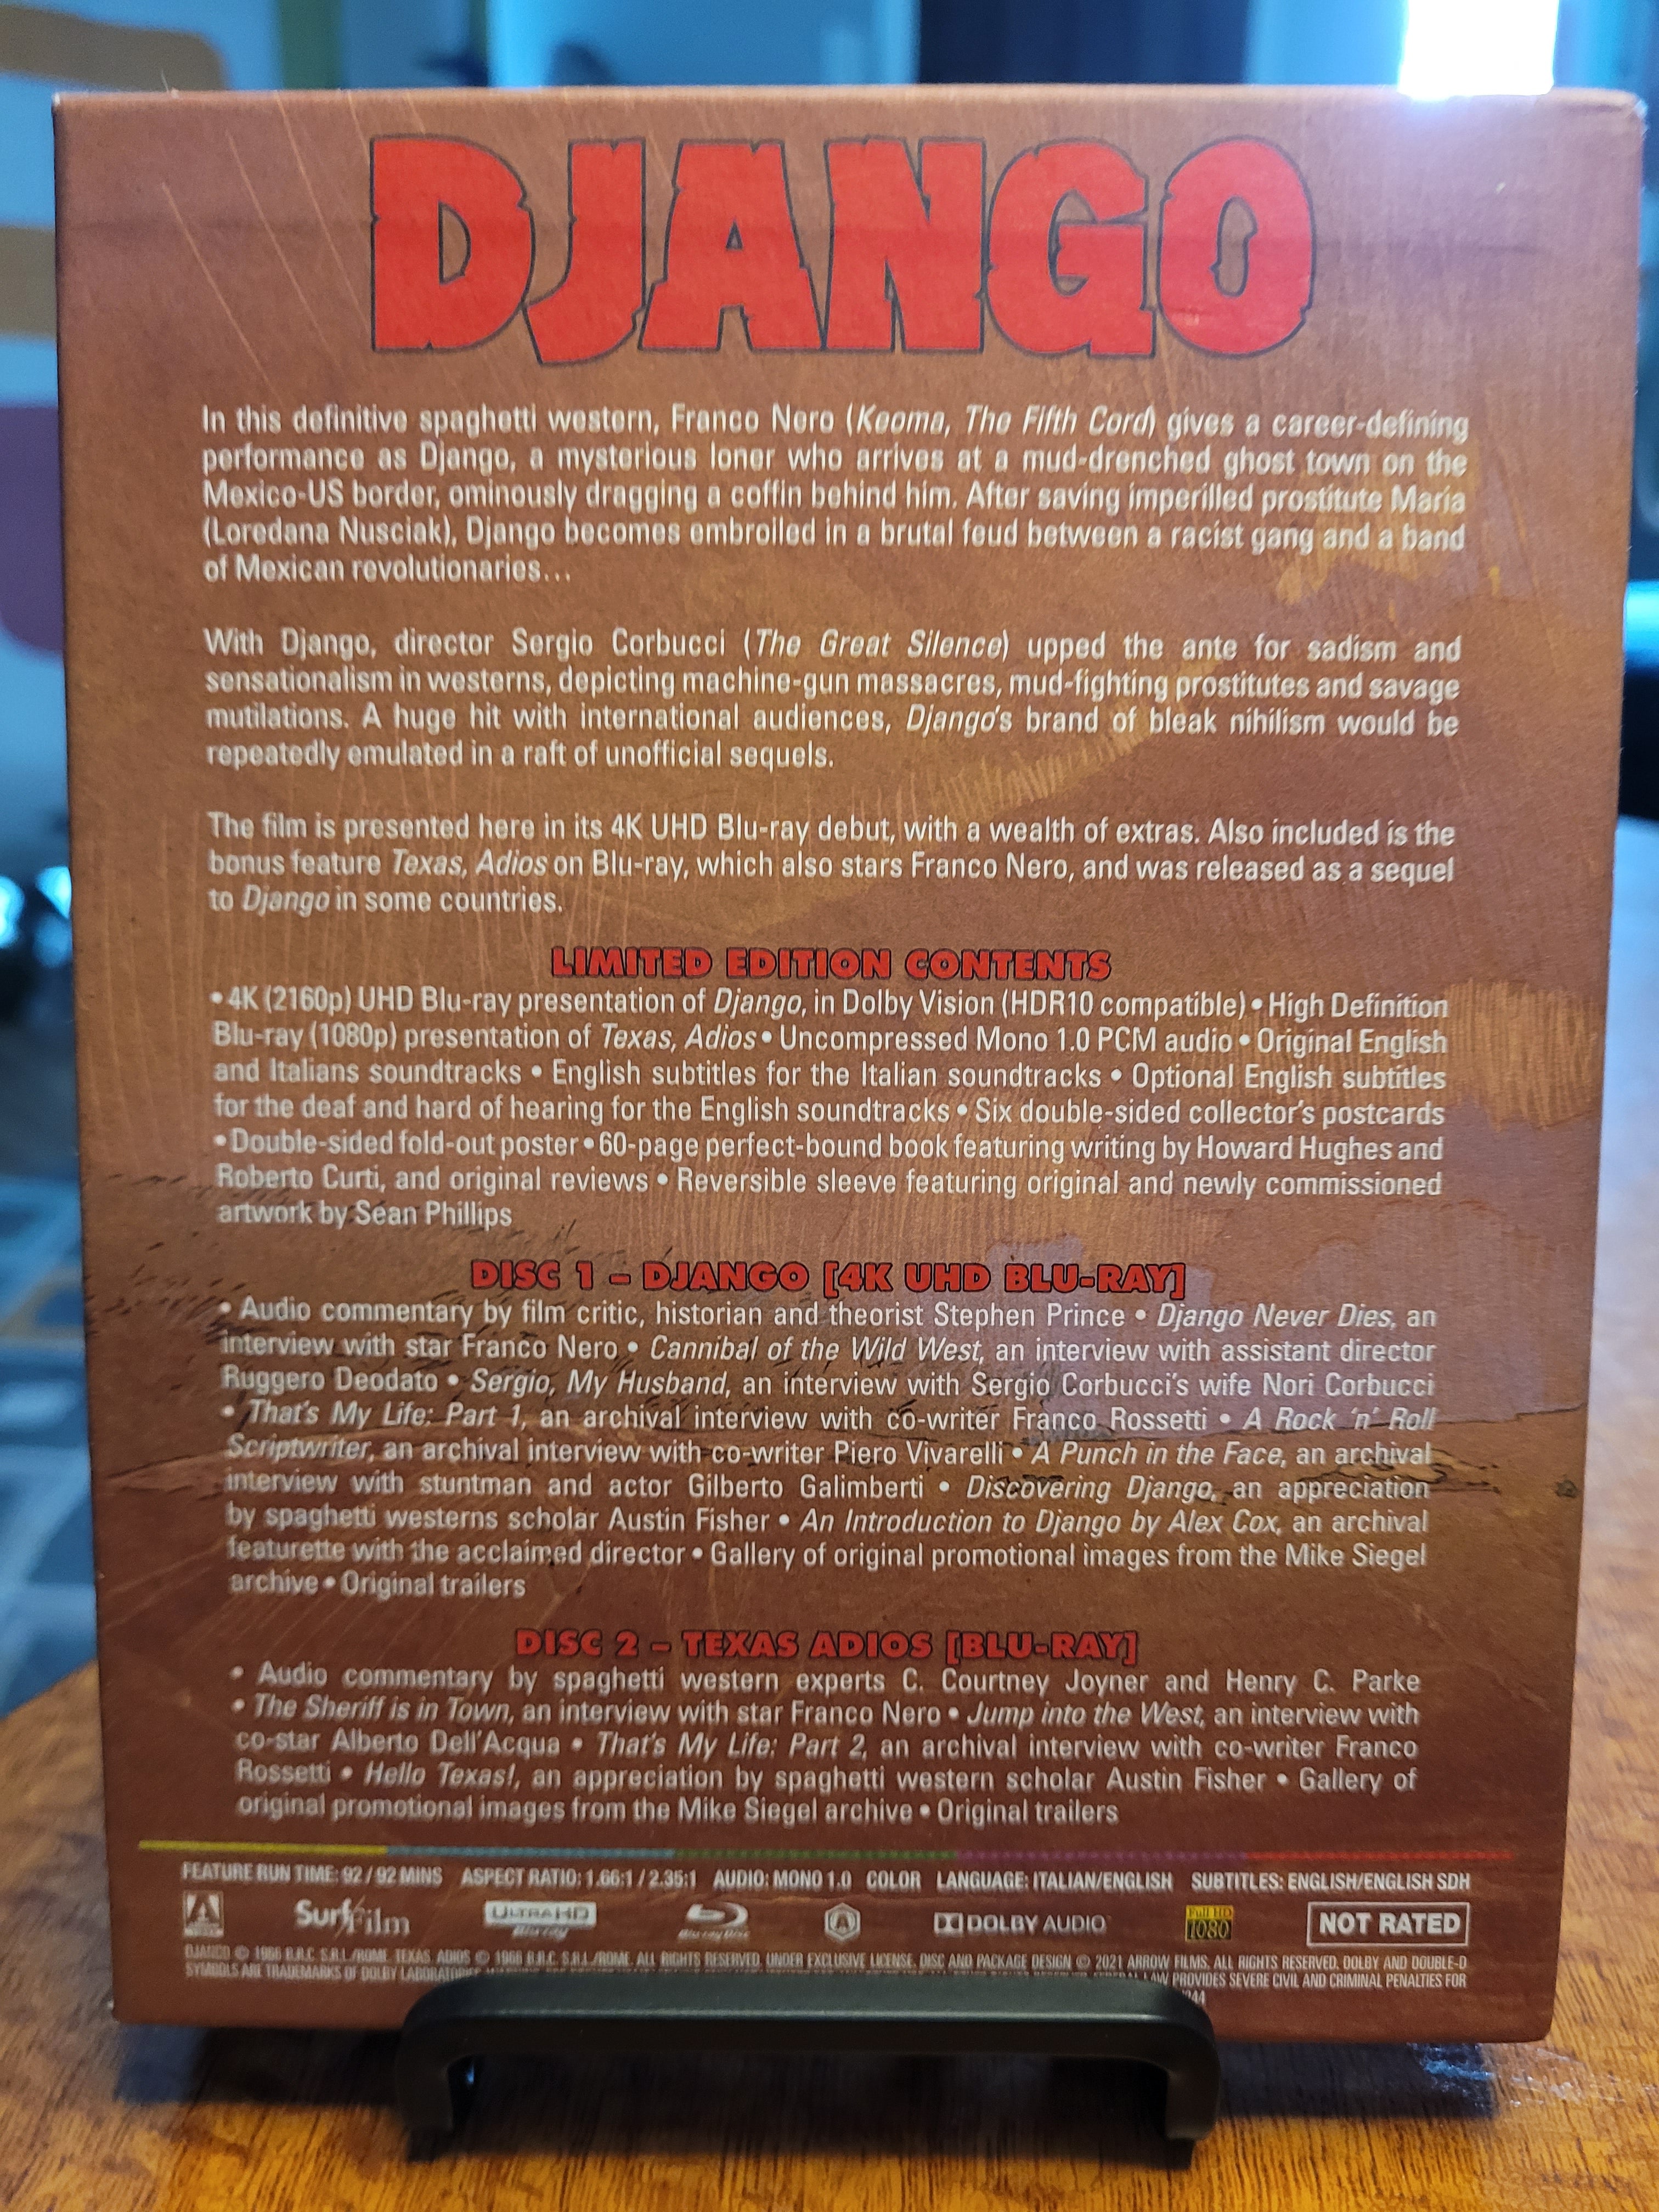 DJANGO
In this definitive spaghetti western, Franco Nero (Keoma, The Fifth Cord) gives a career-defining
performance as Django, a mysterious loner who arrives at a mud-drenched ghost town on the
Mexico-US border, ominously dragging a coffin behind him. After saving imperilled prostitute Maria
(Loredana Nusciak), Django becomes embroiled in a brutal feud between a racist gang and a band
of Mexican revolutionaries...
With Django, director Sergio Corbucci (The Great Silence) upped the ante for sadism and
sensationalism in westerns, depicting machine-gun massacres, mud-fighting prostitutes and savage
mutilations. A huge hit with international audiences, Django's brand of bleak nihilism would be
repeatedly emulated in a raft of unofficial sequels.
The film is presented here in its 4K UHD Blu-ray debut, with a wealth of extras. Also included is the
bonus feature Texas, Adios on Blu-ray, which also stars Franco Nero, and was released as a sequel
to Django in some countries.
LIMITED EDITION CONTENTS
• 4K (2160p) UHD Blu-ray presentation of Django, in Dolby Vision (HDR10 compatible) • High Definition
Blu-ray (1080p) presentation of Texas, Adios • Uncompressed Mono 1.0 PCM audio • Original English
and Italians soundtracks • English subtitles for the Italian soundtracks • Optional English subtitles
for the deaf and hard of hearing for the English soundtracks • Six double-sided collector's postcards
• Double-sided fold-out poster • 60-page perfect-bound book featuring writing by Howard Hughes and
Roberto Curti, and original reviews • Reversible sleeve featuring original and newly commissioned
artwork by Sean Phillips
DISC 1 – DJANGO [4K UHD BLU-RAY]
• Audio commentary by film critic, historian and theorist Stephen Prince • Django Never Dies, an
interview with star Franco Nero • Cannibal of the Wild West, an interview with assistant director
Ruggero Deodato • Sergio, My Husband, an interview with Sergio Corbucci's wife Nori Corbucci
• That's My Life: Part 1, an archival interview with co-writer Franco Rossetti • A Rock 'n' Roll
Scriptwriter, an archival interview with co-writer Piero Vivarelli • A Punch in the Face, an archival
interview with stuntman and actor Gilberto Galimberti • Discovering Django, an appreciation
by spaghetti westerns scholar Austin Fisher • An Introduction to Django by Alex Cox, an archival
featurette with the acclaimed director • Gallery of original promotional images from the Mike Siegel
archive • Original trailers
DISC 2 – TEXAS ADIOS [BLU-RAY]
• Audio commentary by spaghetti western experts C. Courtney Joyner and Henry C. Parke
• The Sheriff is in Town, an interview with star Franco Nero • Jump into the West, an interview with
co-star Alberto Dell'Acqua • That's My Life: Part 2, an archival interview with co-writer Franco
Rossetti • Hello Texas!, an appreciation by spaghetti western scholar Austin Fisher • Gallery of
original promotional images from the Mike Siegel archive • Original trailers
FEATURE RUN TIME: 92 / 92 MINS ASPECT RATIO: 1.66:1 / 2.35:1 AUDIO: MONO 1.0 COLOR LANGUAGE: ITALIAN/ENGLISH SUBTITLES: ENGLISH/ENGLISH SDH
A SurfFilm ULTRA HD Blu-ray Blu-ray Disc A DOLBY AUDIO Full HD 1080 NOT RATED
DJANGO © 1966 B.R.C. S.R.L./ROME. TEXAS, ADIOS © 1966 B.R.C. S.R.L./ROME. ALL RIGHTS RESERVED. UNDER EXCLUSIVE LICENSE. DISC AND PACKAGE DESIGN © 2021 ARROW FILMS. ALL RIGHTS RESERVED. DOLBY AND DOUBLE-D
SYMBOLS ARE TRADEMARKS OF DOLBY LABORATORIES. FEDERAL LAW PROVIDES SEVERE CIVIL AND CRIMINAL PENALTIES FOR